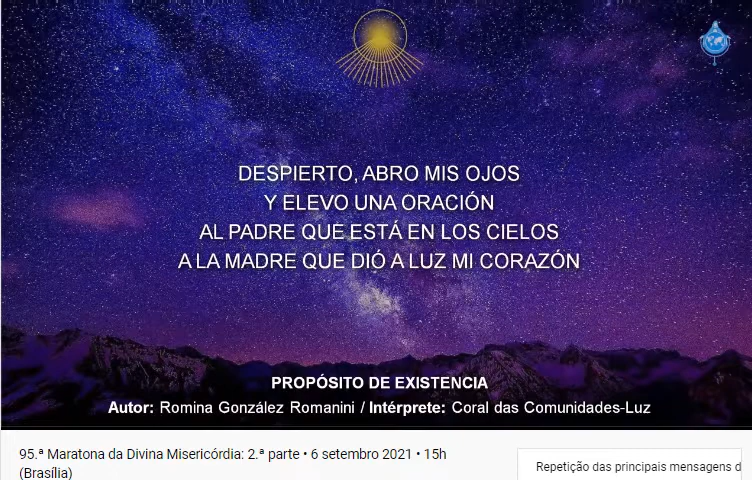 DESPIERTO, ABRO MIS OJOS
Y ELEVO UNA ORACIÓN
AL PADRE QUE ESTÁ EN LOS CIELOS
A LA MADRE QUE DIÓ A LUZ MI CORAZÓN
PROPÓSITO DE EXISTENCIA
Autor: Romina González Romanini / Intérprete: Coral das Comunidades-Luz
95.ª Maratona da Divina Misericórdia: 2.ª parte • 6 setembro 2021 • 15h
(Brasília)
Repetição das principais mensagens d